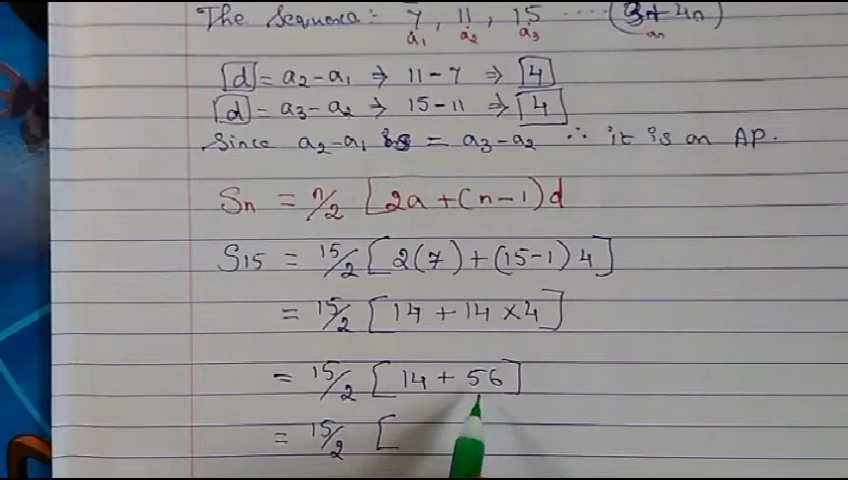 The Sequence: 7, 11, 15 .... (3+4n)
a₁ a₂ a₃ an
d = a₂-a₁ ⇒ 11-7 ⇒ 4
d = a₃-a₂ ⇒ 15-11 ⇒ 4
Since a₂-a₁ = a₃-a₂ ∴ it is an AP.
Sn = n/2 [2a+(n-1)d
S15 = 15/2 [2(7)+(15-1)4]
= 15/2 [14+14×4]
= 15/2 [14+56]
= 15/2 [